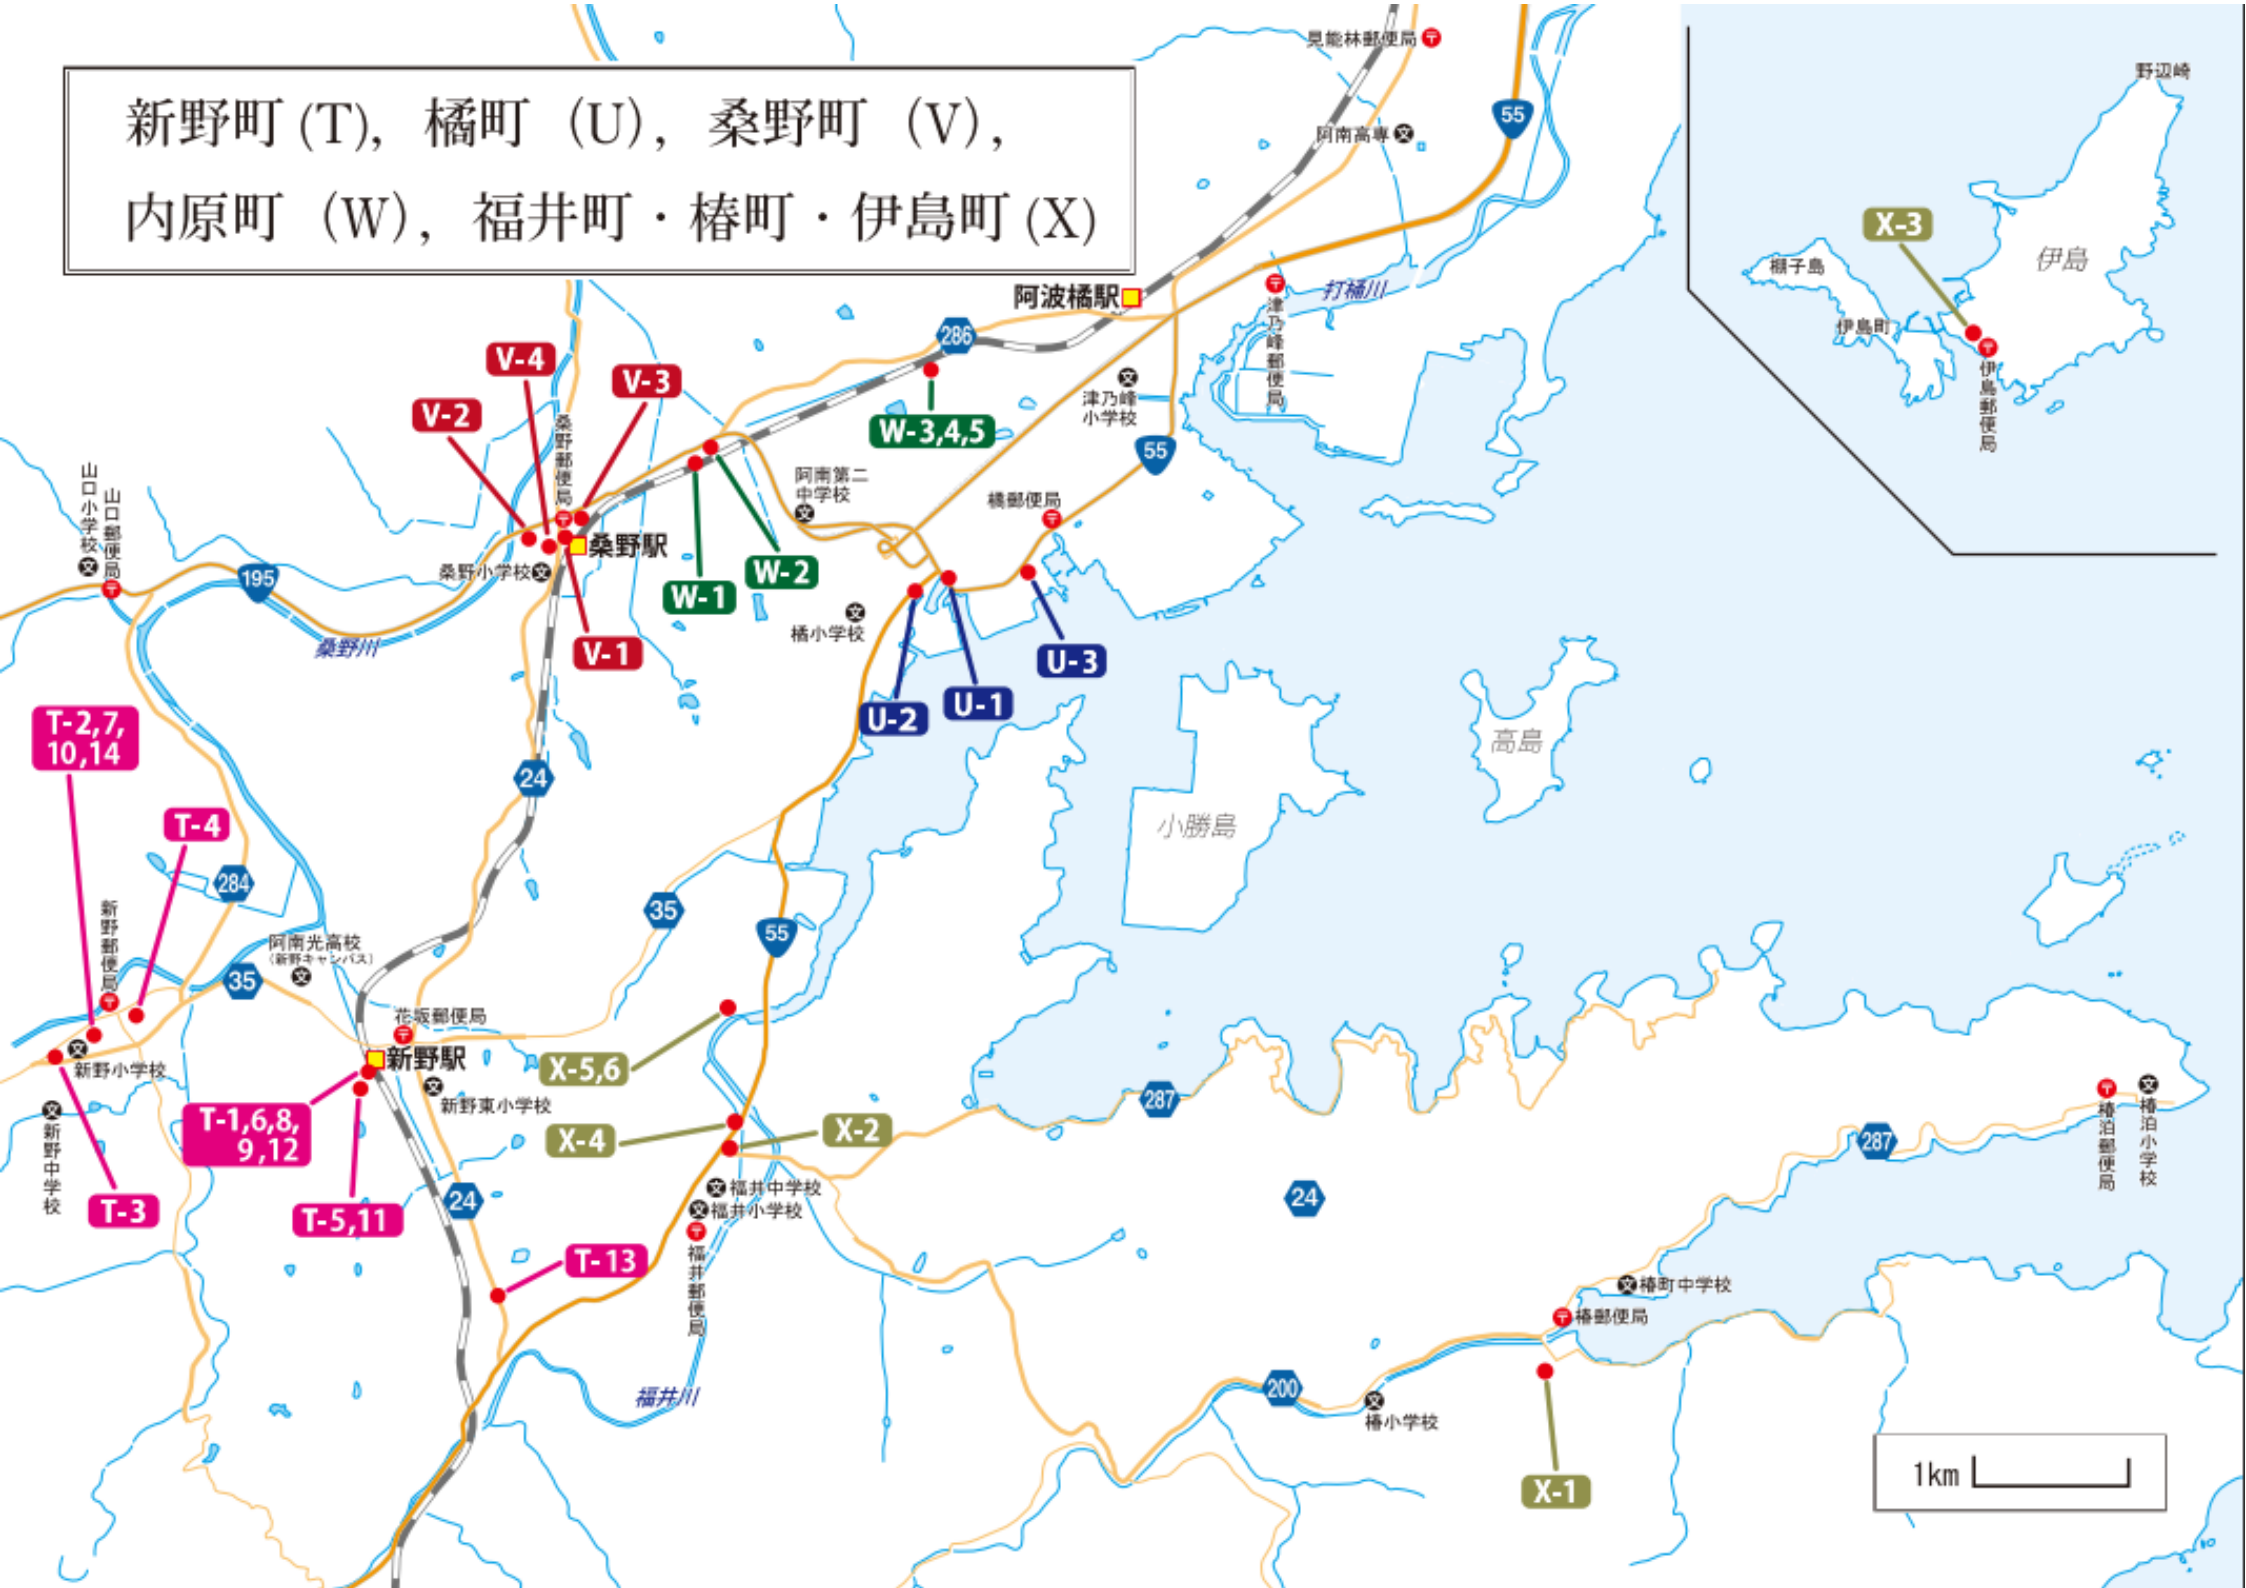 新野町(T),橘町（U）,桑野町（V）,
内原町（W）,福井町・椿町・伊島町(X)
見能林郵便局
阿南高専
55
野辺崎
X-3
伊島
棚子島
伊島町
伊島郵便局
阿波橘駅
打樋川
津乃峰郵便局
286
V-4
V-3
V-2
桑野郵便局
W-3,4,5
津乃峰
小学校
55
山口小学校
山口郵便局
阿南第二
中学校
橘郵便局
桑野駅
桑野小学校
195
W-2
W-1
橘小学校
桑野川
V-1
U-3
U-1
U-2
T-2,7,
10,14
24
高島
小勝島
T-4
284
35
55
新野郵便局
阿南光高校
（新野キャンパス）
35
花坂郵便局
新野駅
新野小学校
新野東小学校
新野中学校
X-5,6
287
T-1,6,8,
9,12
X-4
X-2
椿泊郵便局
椿泊小学校
287
T-3
T-5,11
24
福井中学校
福井小学校
24
T-13
福井郵便局
椿町中学校
椿郵便局
福井川
200
椿小学校
X-1
1km